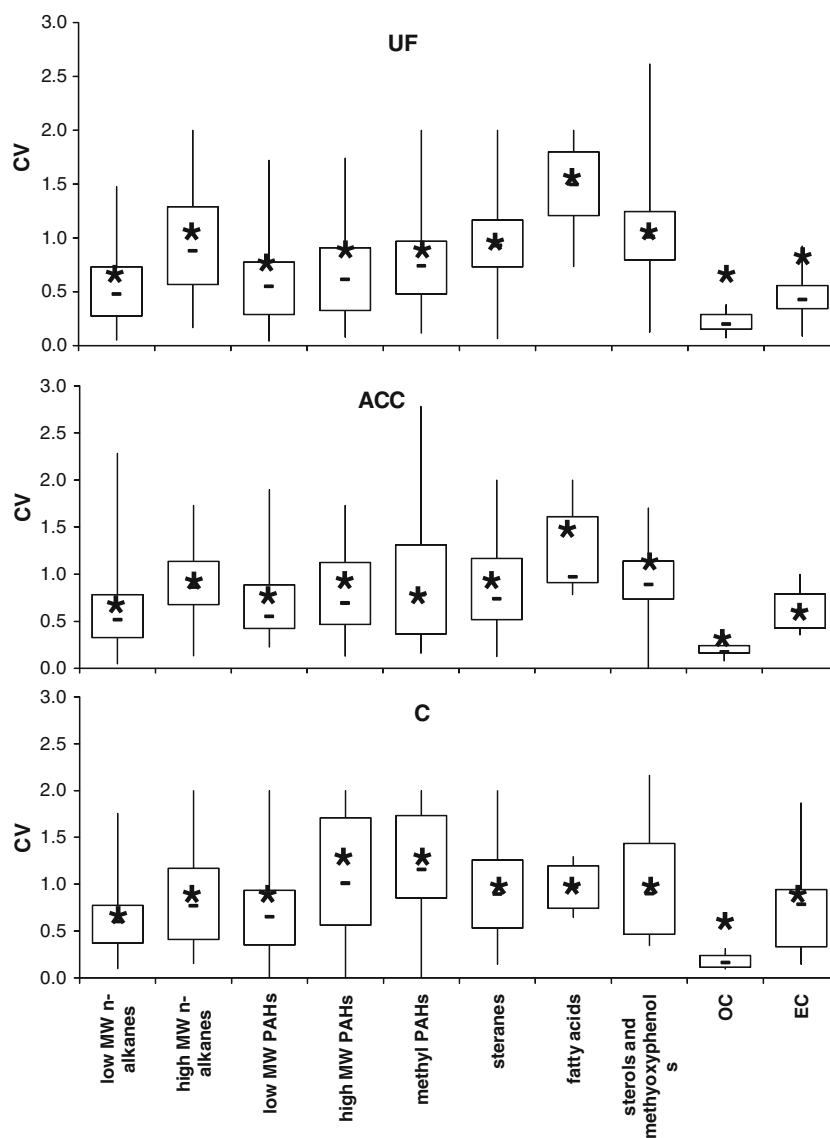 UF
CV
3.0
2.5
2.0
1.5
1.0
0.5
0.0
ACC
CV
3.0
2.5
2.0
1.5
1.0
0.5
0.0
C
CV
3.0
2.5
2.0
1.5
1.0
0.5
0.0
low MW n-
alkanes
high MW n-
alkanes
low MW PAHs
high MW PAHs
methyl PAHs
steranes
fatty acids
sterols and
methyoxyphenol
s
OC
EC